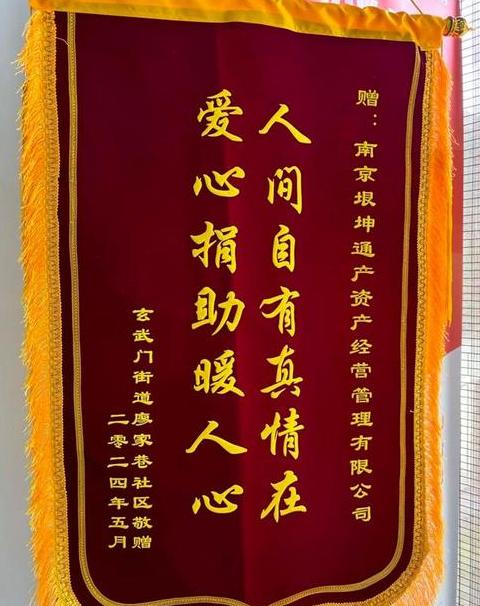 赠：南京垠坤通产资产经营管理有限公司
人间自有真情在
爱心捐助暖人心
玄武门街道廖家巷社区敬赠
二零二四年五月